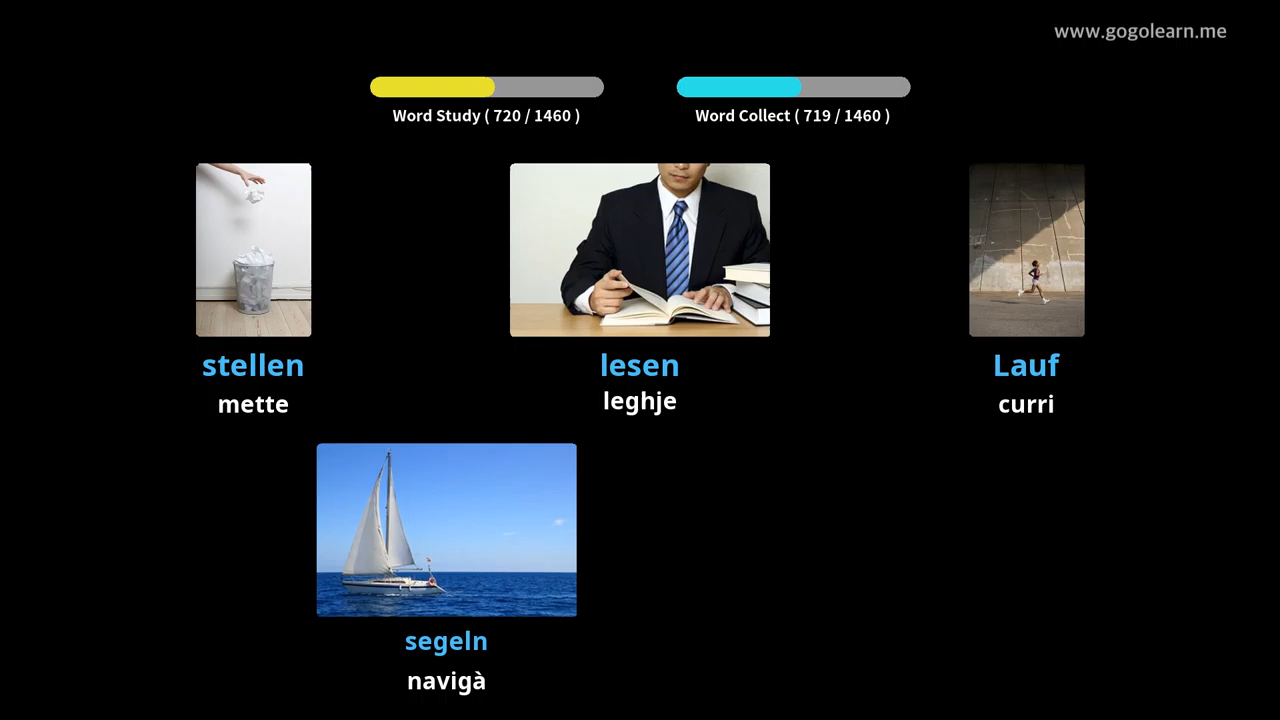 www.gogolearn.me
Word Study ( 720 / 1460 )
Word Collect ( 719 / 1460 )
stellen
lesen
Lauf
mette
leghje
curri
segeln
navigà